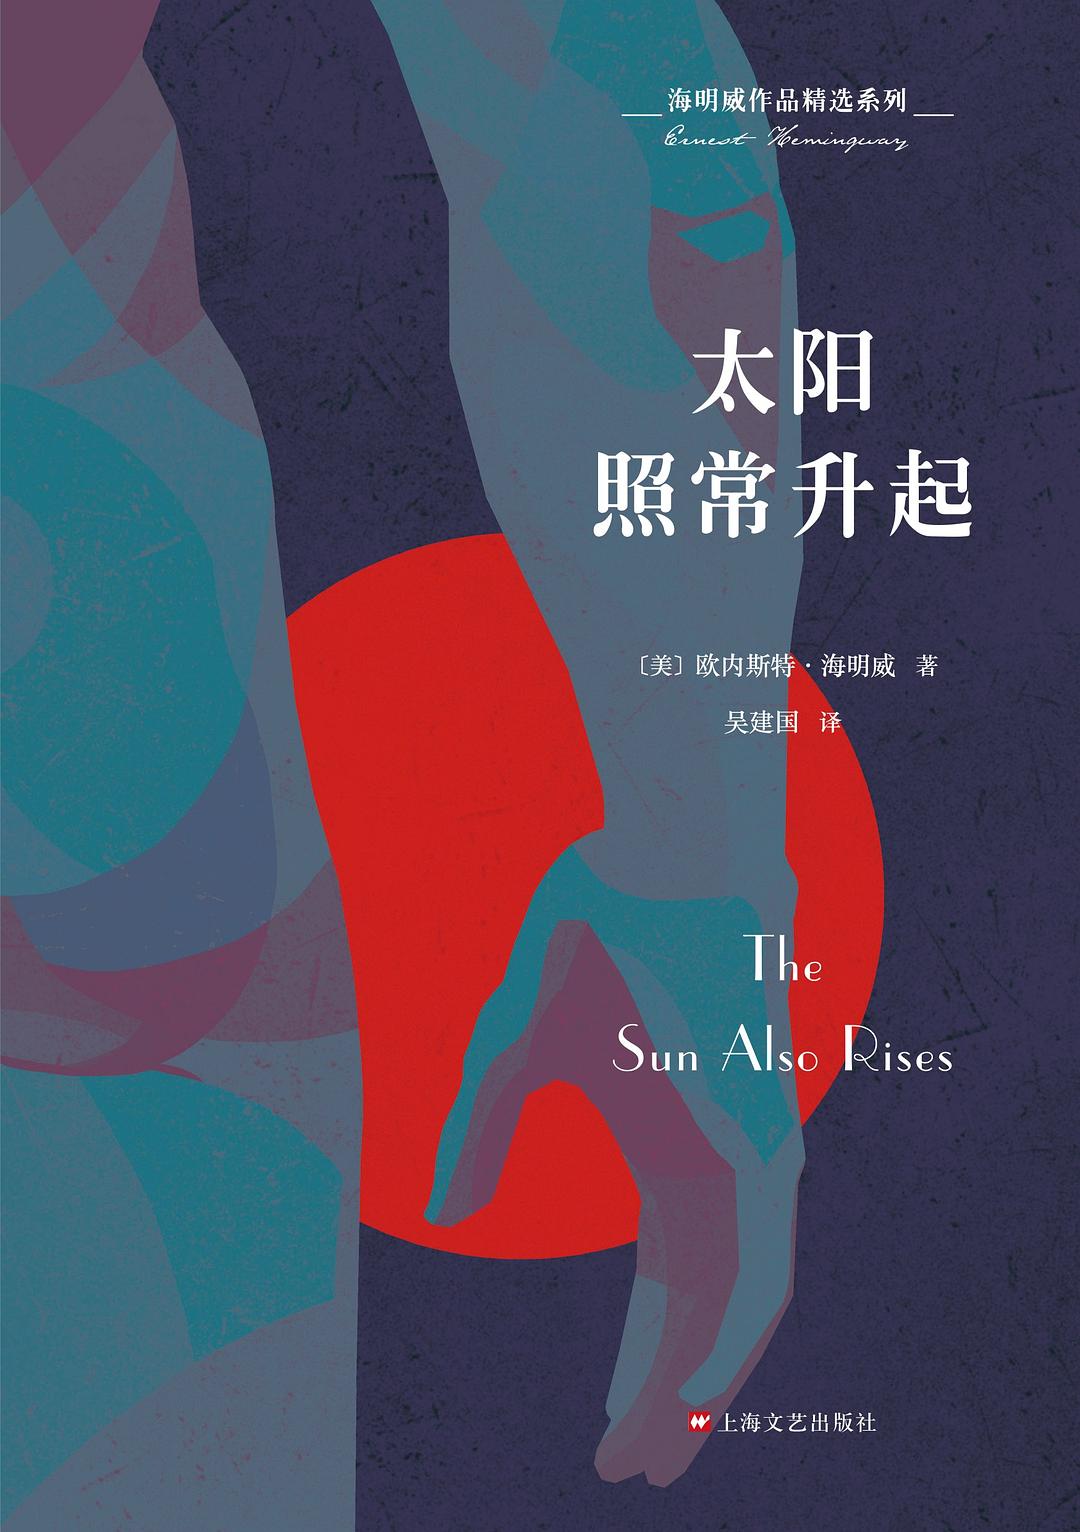 海明威作品精选系列
Ernest Hemingway
太阳
照常升起
〔美〕欧内斯特·海明威 著
吴建国 译
The
Sun Also Rises
上海文艺出版社